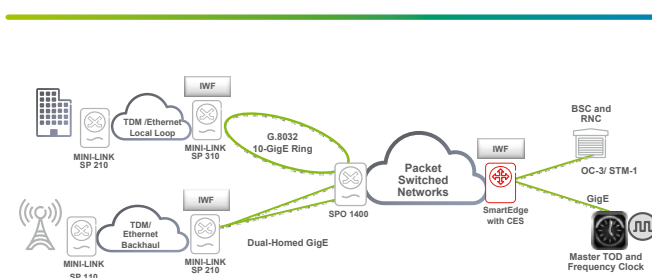 IWF
TDM /Ethernet
Local Loop
MINI-LINK
SP 210
MINI-LINK
SP 310
G.8032
10-GigE Ring
BSC and
RNC
IWF
Packet
Switched
Networks
OC-3/ STM-1
SPO 1400
SmartEdge
with CES
GigE
IWF
TDM/
Ethernet
Backhaul
Dual-Homed GigE
MINI-LINK
SP 110
MINI-LINK
SP 210
Master TOD and
Frequency Clock